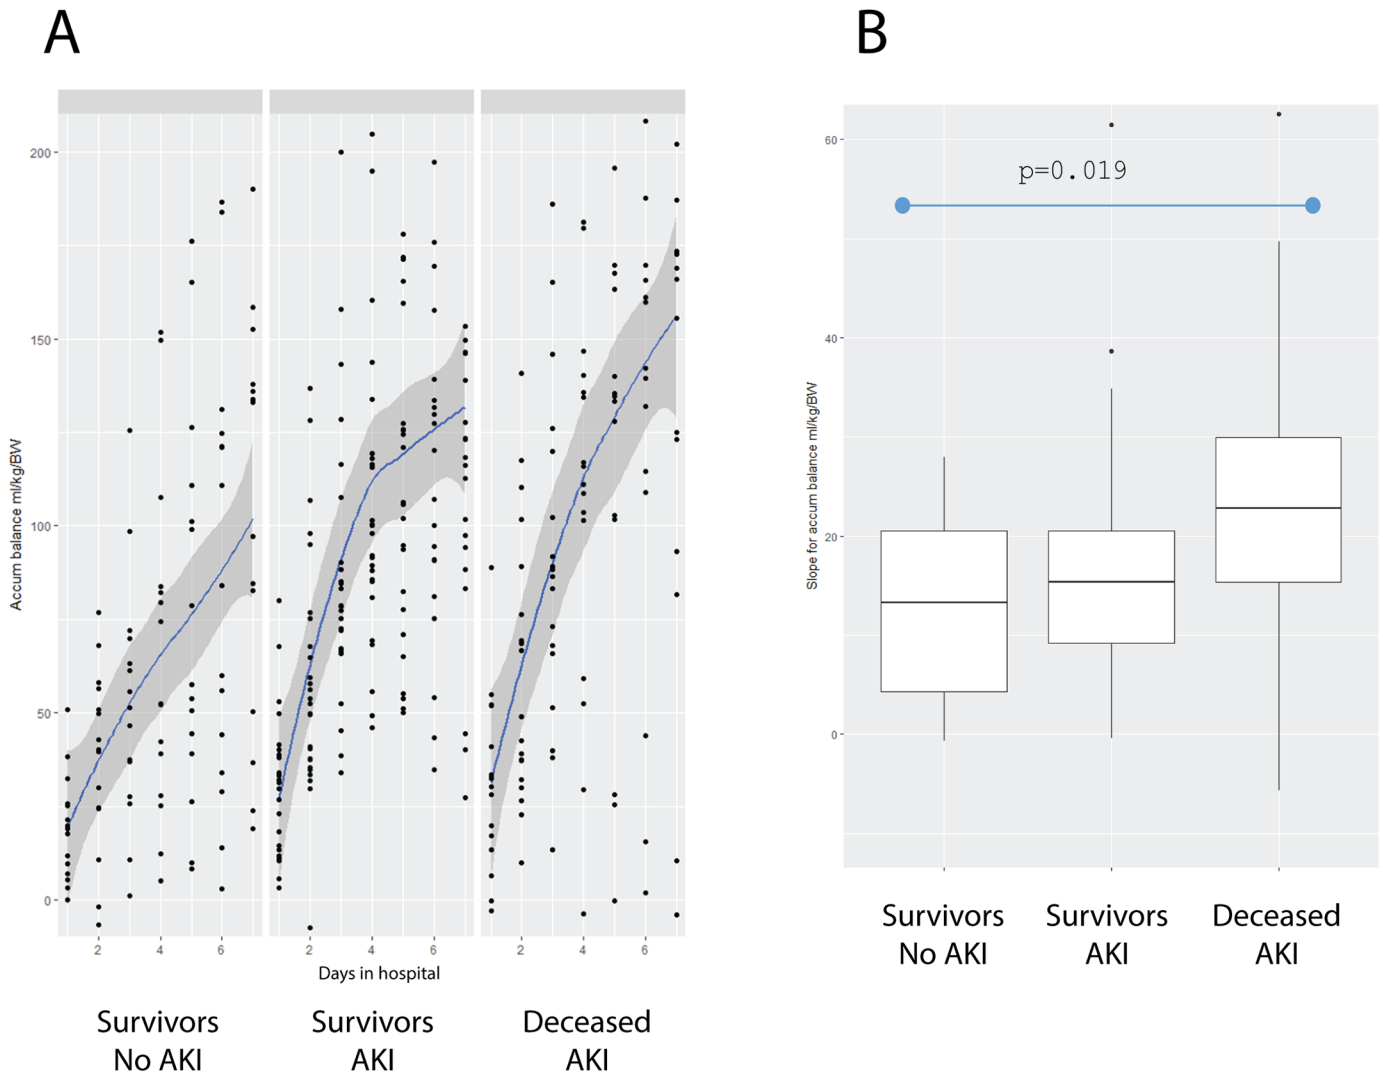 A
B
200
150
100
50
0
Accum balance ml/kg/BW
2 4 6 2 4 6 2 4 6
Days in hospital
Survivors
No AKI
Survivors
AKI
Deceased
AKI
p=0.019
60
40
20
0
Slope for accum balance ml/kg/BW
Survivors
No AKI
Survivors
AKI
Deceased
AKI